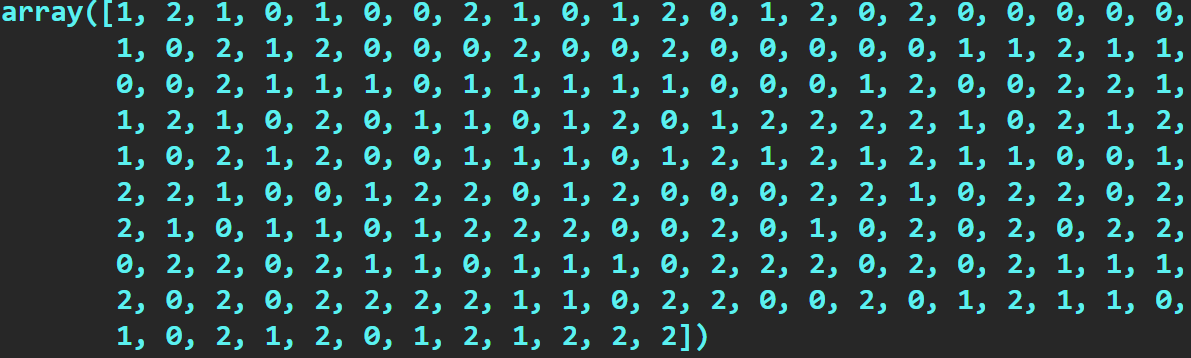 array([1, 2, 1, 0, 1, 0, 0, 2, 1, 0, 1, 2, 0, 1, 2, 0, 2, 0, 0, 0, 0, 0,
1, 0, 2, 1, 2, 0, 0, 0, 2, 0, 0, 2, 0, 0, 0, 0, 0, 1, 1, 2, 1, 1,
0, 0, 2, 1, 1, 1, 0, 1, 1, 1, 1, 1, 0, 0, 0, 1, 2, 0, 0, 2, 2, 1,
1, 2, 1, 0, 2, 0, 1, 1, 0, 1, 2, 0, 1, 2, 2, 2, 2, 1, 0, 2, 1, 2,
1, 0, 2, 1, 2, 0, 0, 1, 1, 1, 0, 1, 2, 1, 2, 1, 2, 1, 1, 0, 0, 1,
2, 2, 1, 0, 0, 1, 2, 2, 0, 1, 2, 0, 0, 0, 2, 2, 1, 0, 2, 2, 0, 2,
2, 1, 0, 1, 1, 0, 1, 2, 2, 2, 0, 0, 2, 0, 1, 0, 2, 0, 2, 0, 2, 2,
0, 2, 2, 0, 2, 1, 1, 0, 1, 1, 1, 0, 2, 2, 2, 0, 2, 0, 2, 1, 1, 1,
2, 0, 2, 0, 2, 2, 2, 2, 1, 1, 0, 2, 2, 0, 0, 2, 0, 1, 2, 1, 1, 0,
1, 0, 2, 1, 2, 0, 1, 2, 1, 2, 2, 2])